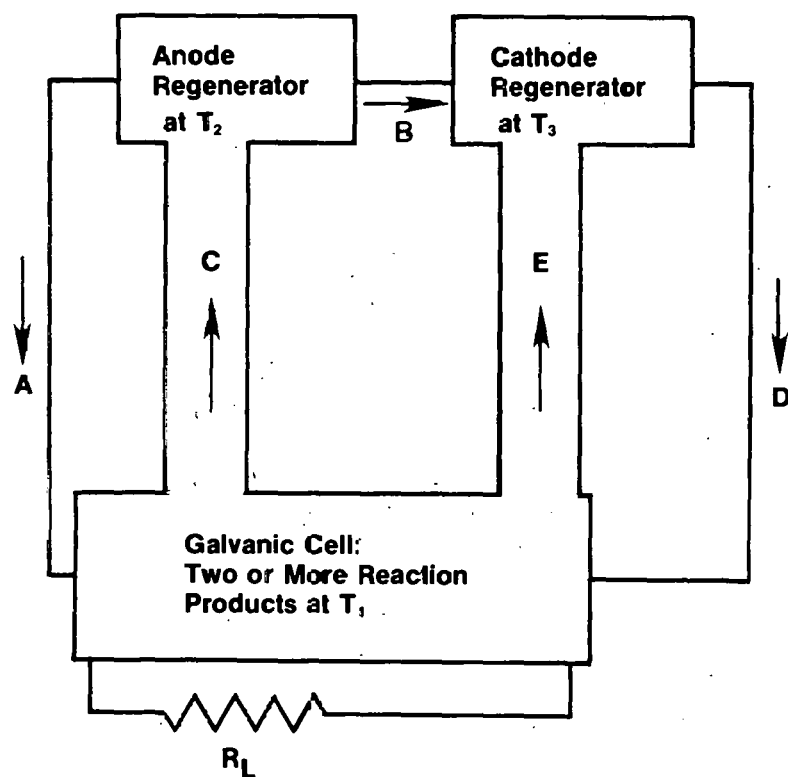 Anode
Regenerator
at T₂
Cathode
Regenerator
at T₃
B
C
E
A
D
Galvanic Cell:
Two or More Reaction
Products at T₁
R_L